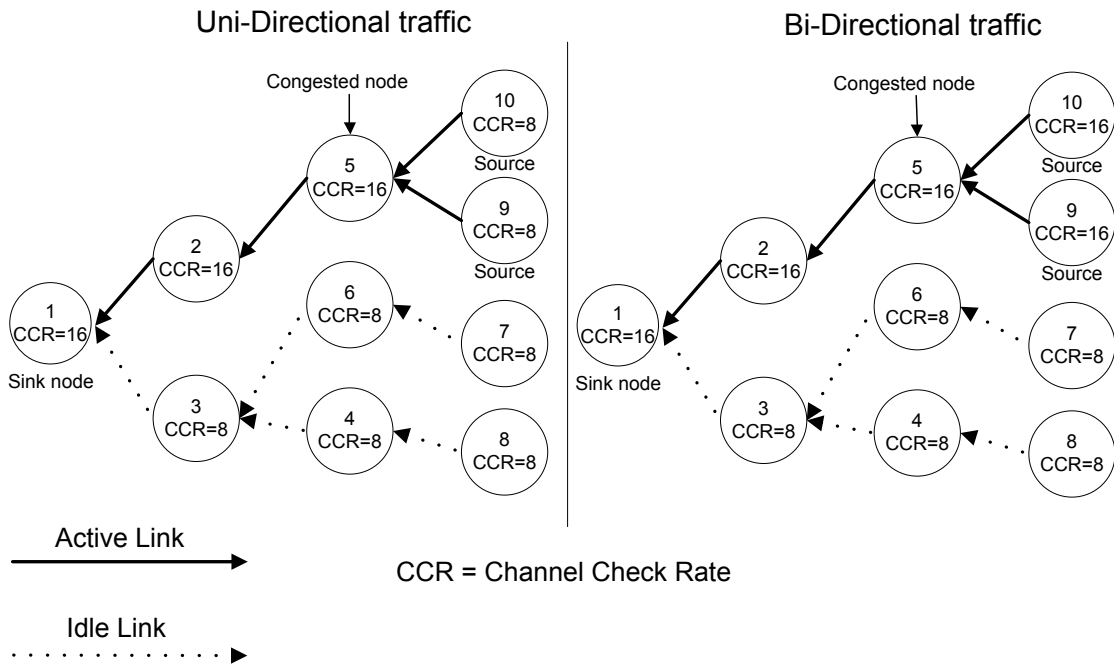 Uni-Directional traffic
Congested node
10
CCR=8
Source
5
CCR=16
9
CCR=8
Source
2
CCR=16
6
CCR=8
1
CCR=16
Sink node
7
CCR=8
3
CCR=8
4
CCR=8
8
CCR=8
Bi-Directional traffic
Congested node
10
CCR=16
Source
5
CCR=16
9
CCR=16
Source
2
CCR=16
6
CCR=8
1
CCR=16
Sink node
7
CCR=8
3
CCR=8
4
CCR=8
8
CCR=8
Active Link
CCR = Channel Check Rate
Idle Link